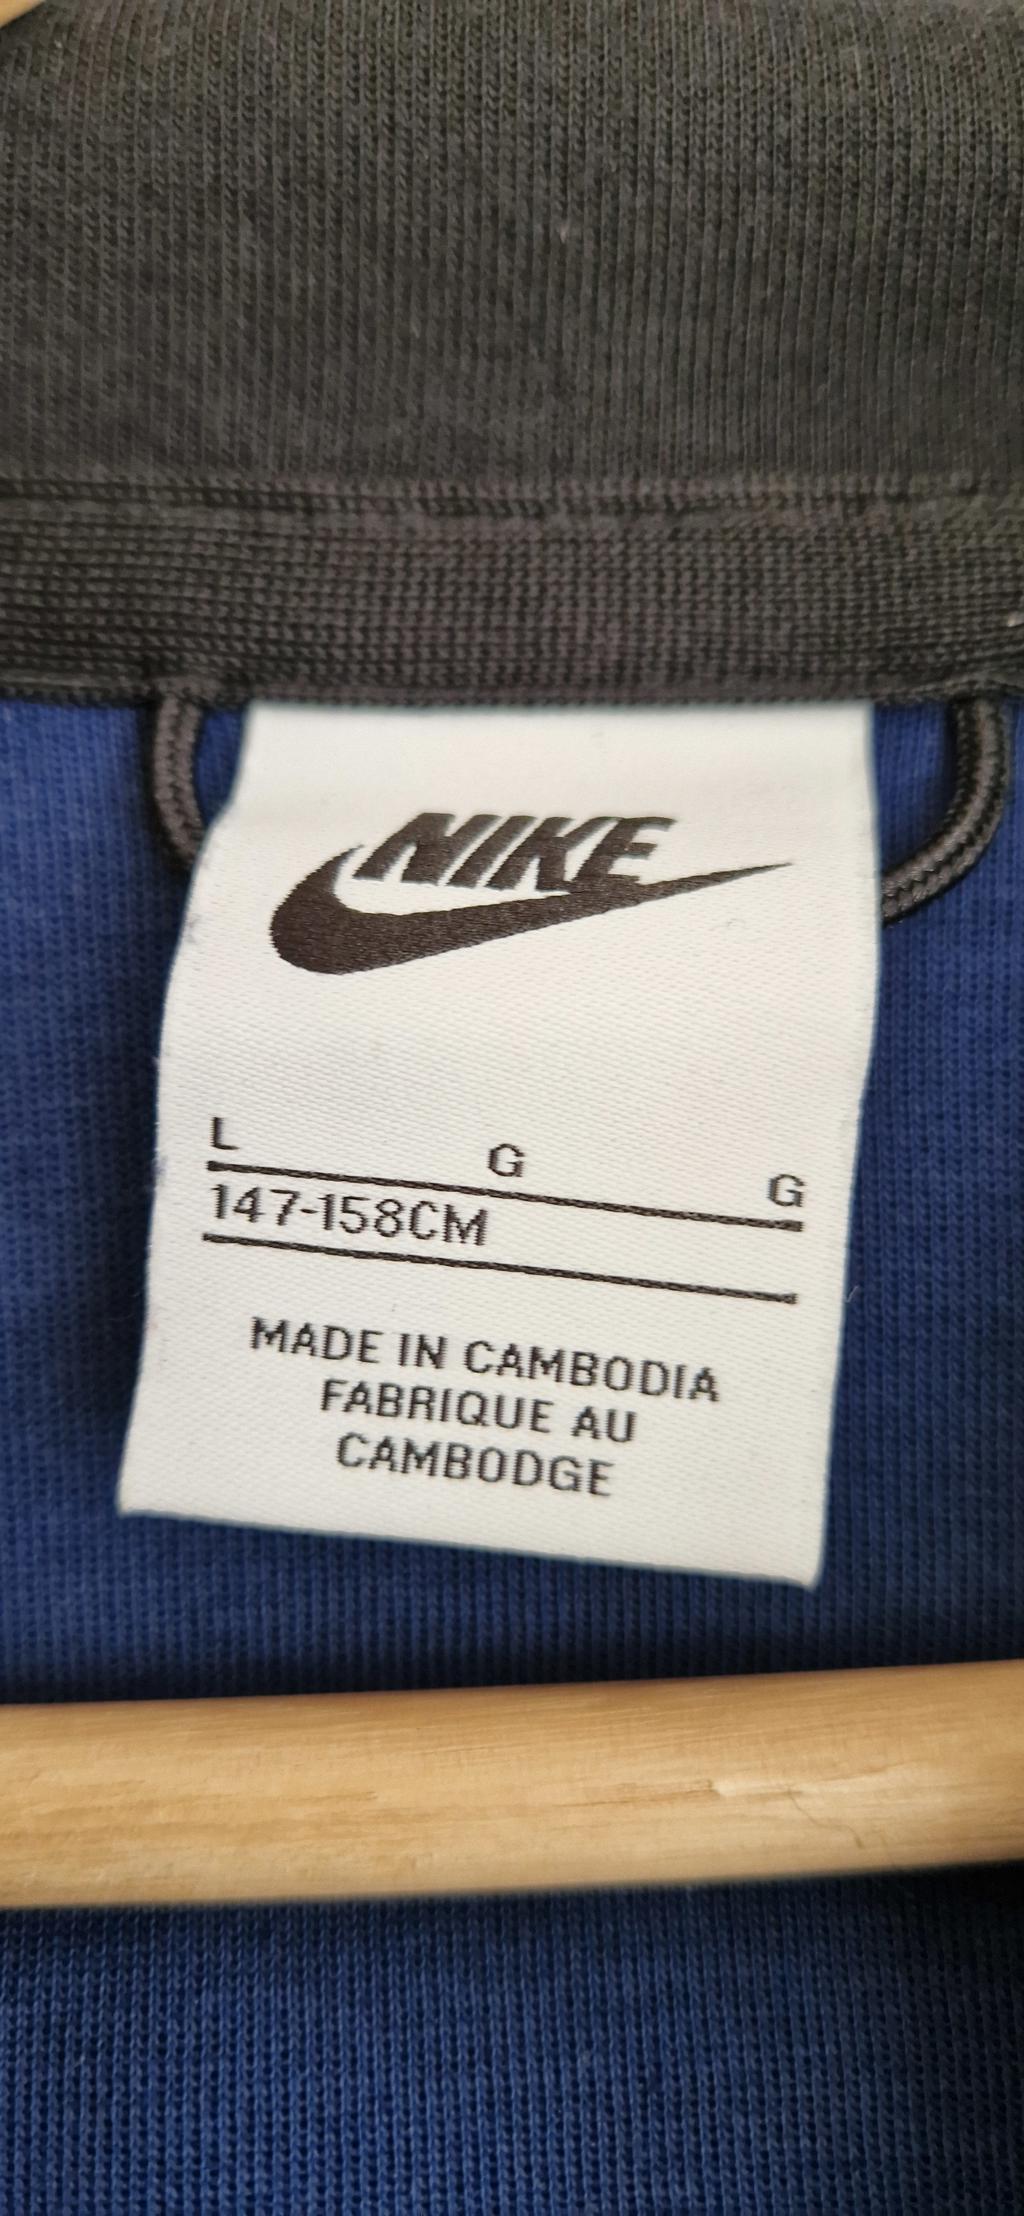 NIKE
L G G
147-158CM
MADE IN CAMBODIA
FABRIQUE AU
CAMBODGE